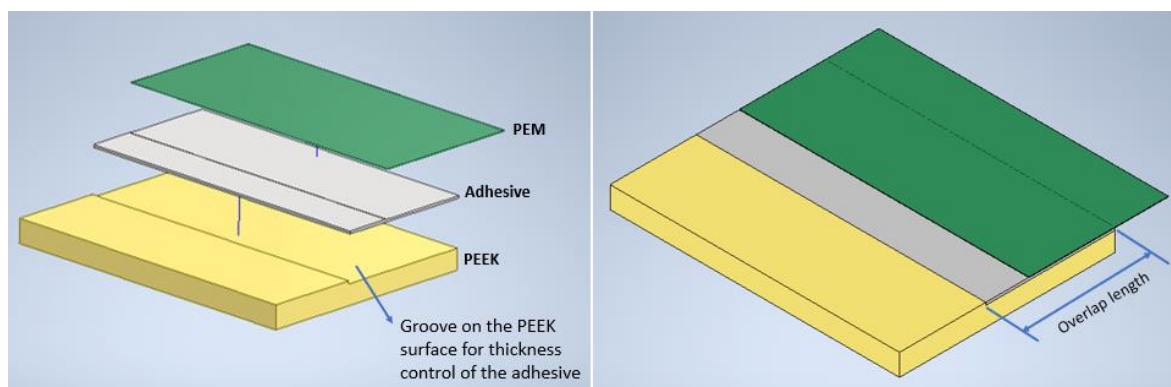 PEM
Adhesive
PEEK
Groove on the PEEK
surface for thickness
control of the adhesive
Overlap length